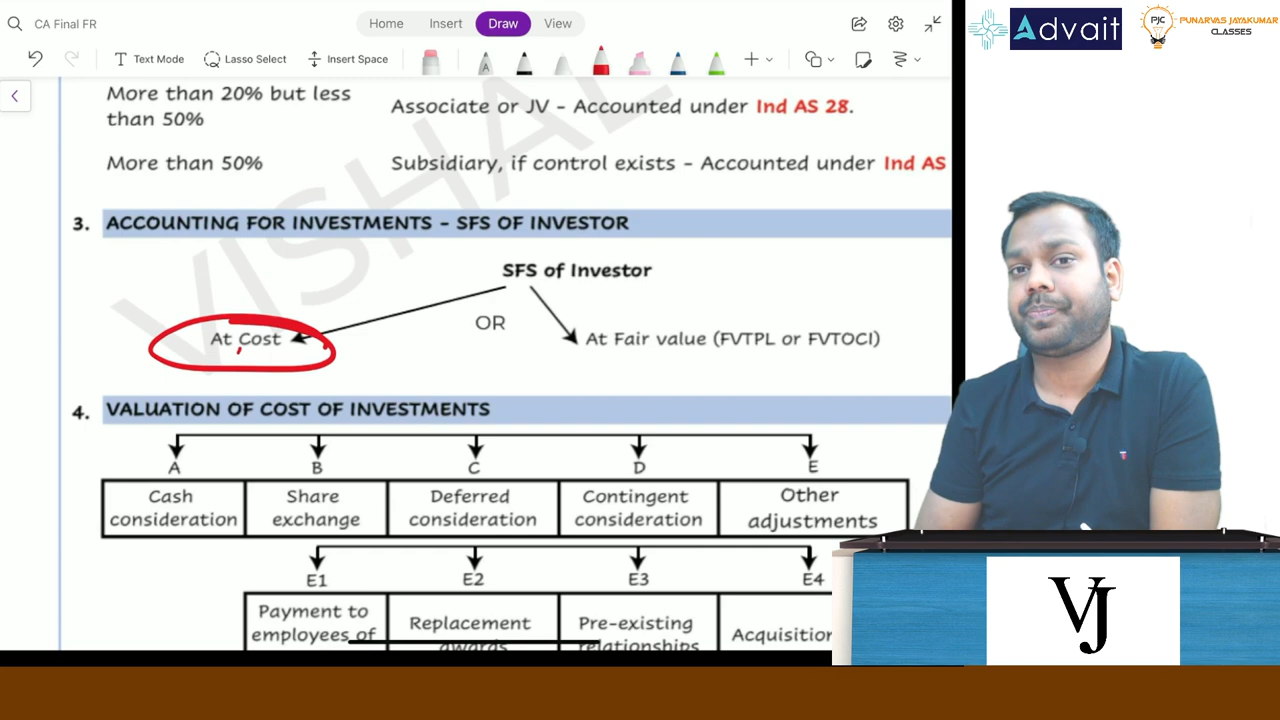 CA Final FR
Home
Insert
Draw
View
Text Mode
Lasso Select
Insert Space
Advait
PJC
PUNARVAS JAYAKUMAR
CLASSES
VISHAL
More than 20% but less
than 50%
Associate or JV - Accounted under Ind AS 28.
More than 50%
Subsidiary, if control exists - Accounted under Ind AS
3. ACCOUNTING FOR INVESTMENTS - SFS OF INVESTOR
SFS of Investor
OR
At Cost
At Fair value (FVTPL or FVTOCI)
4. VALUATION OF COST OF INVESTMENTS
A B C D E
Cash
consideration
Share
exchange
Deferred
consideration
Contingent
consideration
Other
adjustments
E1 E2 E3 E4
Payment to
employees of
Replacement
awards
Pre-existing
relationships
Acquisition
VJ